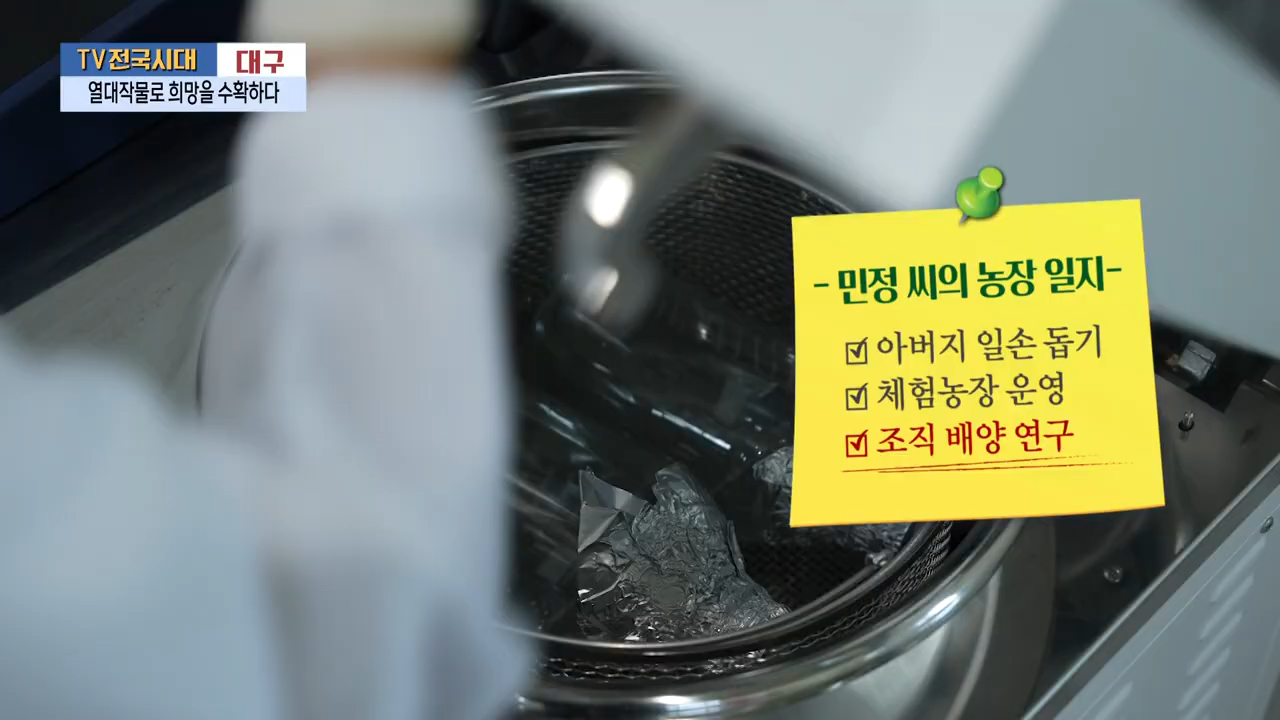 TV전국시대 대구
열대작물로 희망을 수확하다
- 민정 씨의 농장 일지-
☑ 아버지 일손 돕기
☑ 체험농장 운영
☑ 조직 배양 연구